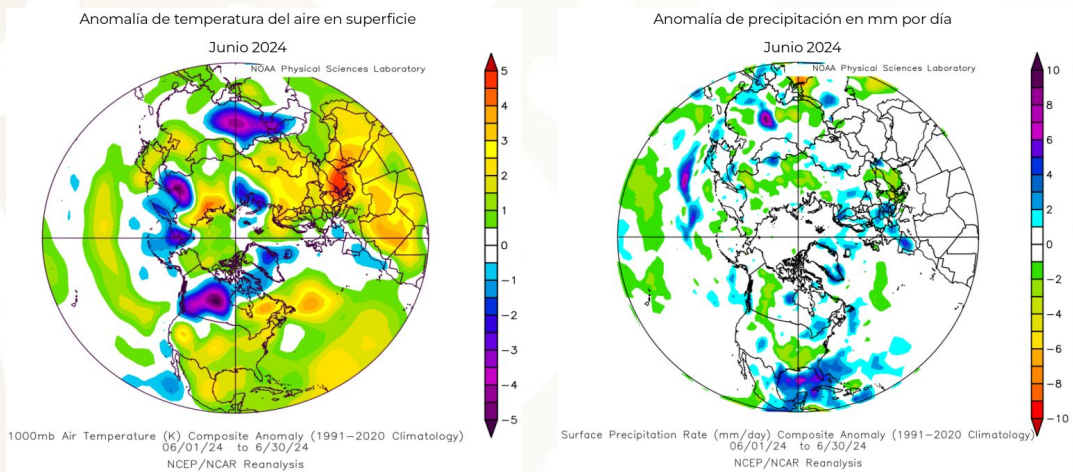 Anomalía de temperatura del aire en superficie
Junio 2024
NOAA Physical Sciences Laboratory
5
4
3
2
1
0
−1
−2
−3
−4
−5
1000mb Air Temperature (K) Composite Anomaly (1991−2020 Climatology)
06/01/24 to 6/30/24
NCEP/NCAR Reanalysis
Anomalía de precipitación en mm por día
Junio 2024
NOAA Physical Sciences Laboratory
10
8
6
4
2
0
−2
−4
−6
−8
−10
Surface Precipitation Rate (mm/day) Composite Anomaly (1991−2020 Climatology)
06/01/24 to 6/30/24
NCEP/NCAR Reanalysis